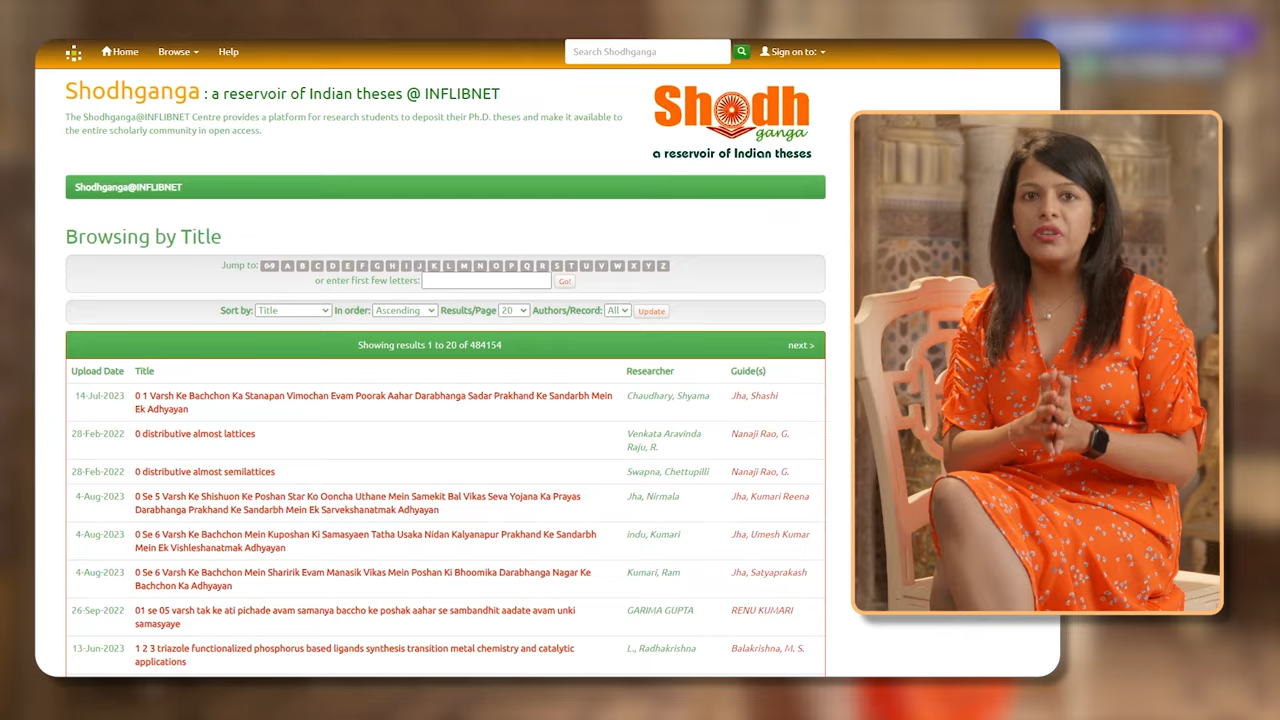 Home Browse Help Search Shodhganga Sign on to:
Shodhganga : a reservoir of Indian theses @ INFLIBNET
The Shodhganga@INFLIBNET Centre provides a platform for research students to deposit their Ph.D. theses and make it available to
the entire scholarly community in open access.
Shodh
ganga
a reservoir of Indian theses
Shodhganga@INFLIBNET
Browsing by Title
Jump to: 0-9 A B C D E F G H I J K L M N O P Q R S T U V W X Y Z
or enter first few letters: Go!
Sort by: Title In order: Ascending Results/Page 20 Authors/Record: All Update
Showing results 1 to 20 of 484154 next >
Upload Date Title Researcher Guide(s)
14-Jul-2023 0 1 Varsh Ke Bachchon Ka Stanapan Vimochan Evam Poorak Aahar Darabhanga Sadar Prakhand Ke Sandarbh Mein Chaudhary, Shyama Jha, Shashi
Ek Adhyayan
28-Feb-2022 0 distributive almost lattices Venkata Aravinda Nanaji Rao, G.
Raju, R.
28-Feb-2022 0 distributive almost semilattices Swapna, Chettupilli Nanaji Rao, G.
4-Aug-2023 0 Se 5 Varsh Ke Shishuon Ke Poshan Star Ko Ooncha Uthane Mein Samekit Bal Vikas Seva Yojana Ka Prayas Jha, Nirmala Jha, Kumari Reena
Darabhanga Prakhand Ke Sandarbh Mein Ek Sarvekshanatmak Adhyayan
4-Aug-2023 0 Se 6 Varsh Ke Bachchon Mein Kuposhan Ki Samasyaen Tatha Usaka Nidan Kalyanapur Prakhand Ke Sandarbh indu, Kumari Jha, Umesh Kumar
Mein Ek Vishleshanatmak Adhyayan
4-Aug-2023 0 Se 6 Varsh Ke Bachchon Mein Sharirik Evam Manasik Vikas Mein Poshan Ki Bhoomika Darabhanga Nagar Ke Kumari, Ram Jha, Satyaprakash
Bachchon Ka Adhyayan
26-Sep-2022 01 se 05 varsh tak ke ati pichade avam samanya baccho ke poshak aahar se sambandhit aadate avam unki GARIMA GUPTA RENU KUMARI
samasyaye
13-Jun-2023 1 2 3 triazole functionalized phosphorus based ligands synthesis transition metal chemistry and catalytic L., Radhakrishna Balakrishna, M. S.
applications